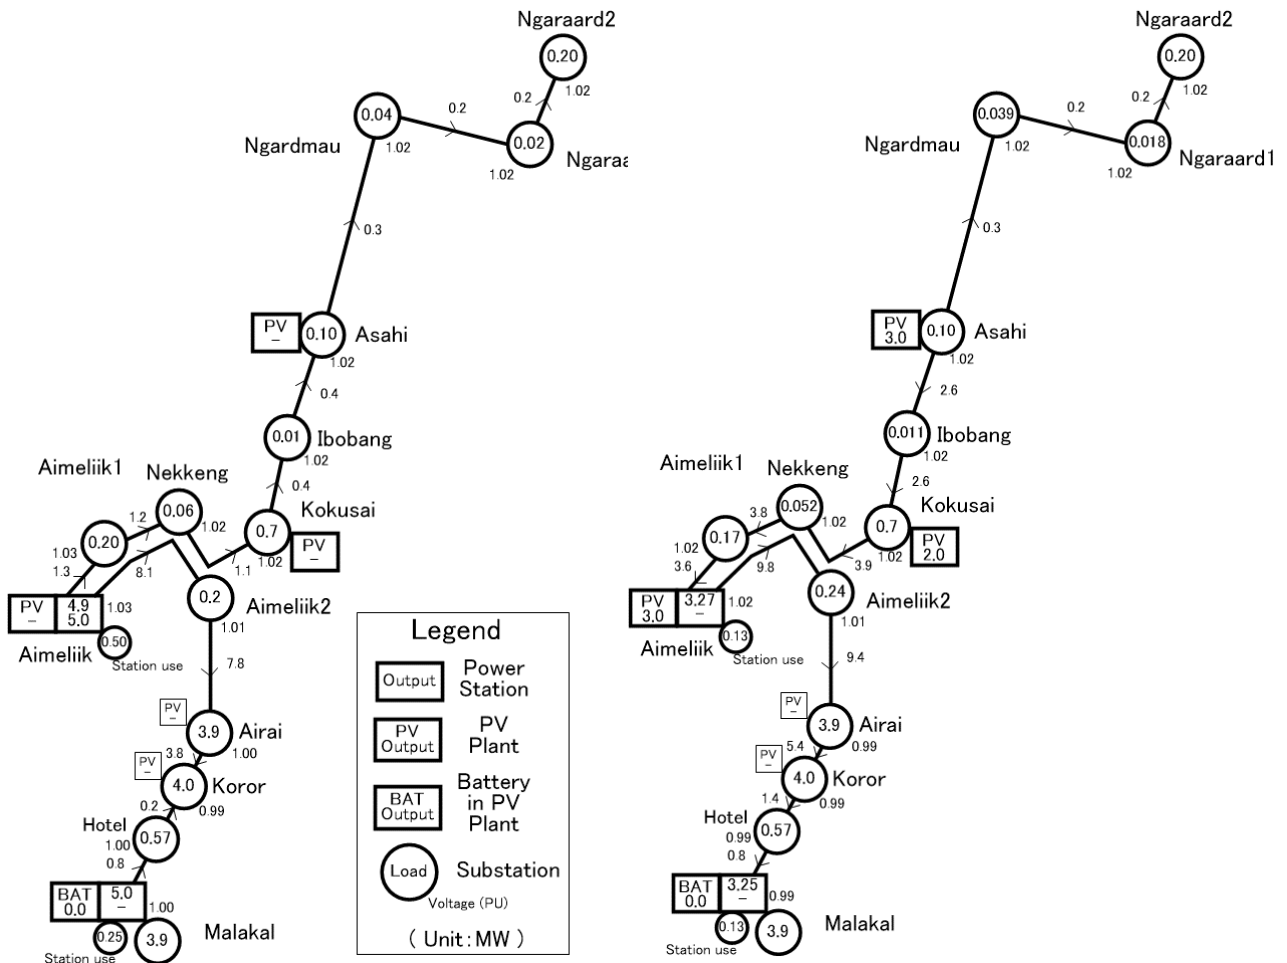 Ngaraard2
0.20
1.02
0.2
0.04
0.2
Ngardmau
1.02
0.02
Ngaraa
1.02
0.3
PV
–
0.10
Asahi
1.02
0.4
0.01
Ibobang
1.02
0.4
Aimeliik1
Nekkeng
Kokusai
0.06
1.2
1.02
0.7
0.20
1.03
1.02
PV
–
1.3
8.1
1.1
PV
–
4.9
5.0
1.03
0.2
Aimeliik2
1.01
0.50
Aimeliik
Station use
7.8
PV
–
3.9
Airai
3.8
1.00
PV
–
4.0
Koror
0.2
0.99
Hotel
0.57
1.00
0.8
BAT
0.0
5.0
–
1.00
0.25
3.9
Malakal
Station use
Legend
Output
Power
Station
PV
Output
PV
Plant
BAT
Output
Battery
in PV
Plant
Load
Substation
Voltage (PU)
( Unit : MW )
Ngaraard2
0.20
1.02
0.2
0.039
0.2
Ngardmau
1.02
0.018
Ngaraard1
1.02
0.3
PV
3.0
0.10
Asahi
1.02
2.6
0.011
Ibobang
1.02
2.6
Aimeliik1
Nekkeng
Kokusai
0.052
3.8
1.02
0.7
0.17
1.02
1.02
PV
2.0
3.6
9.8
3.9
PV
3.0
3.27
–
1.02
0.24
Aimeliik2
1.01
0.13
Aimeliik
Station use
9.4
PV
–
3.9
Airai
5.4
0.99
PV
–
4.0
Koror
1.4
0.99
Hotel
0.57
0.99
0.8
BAT
0.0
3.25
–
0.99
0.13
3.9
Malakal
Station use